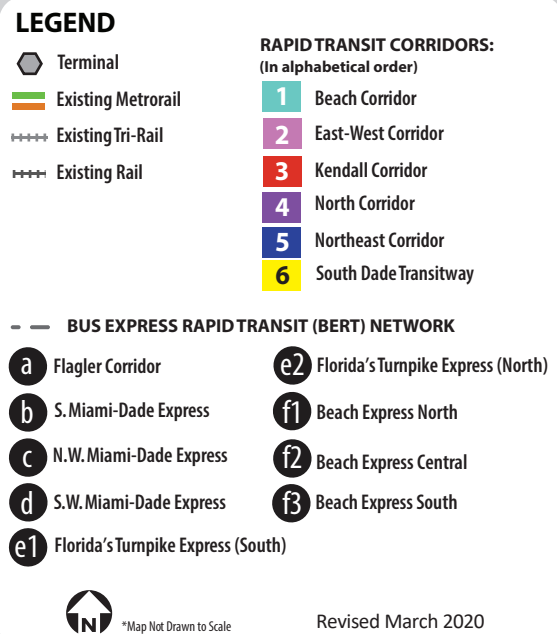 LEGEND
Terminal
Existing Metrorail
Existing Tri-Rail
Existing Rail
RAPID TRANSIT CORRIDORS:
(In alphabetical order)
1 Beach Corridor
2 East-West Corridor
3 Kendall Corridor
4 North Corridor
5 Northeast Corridor
6 South Dade Transitway
BUS EXPRESS RAPID TRANSIT (BERT) NETWORK
a Flagler Corridor
b S. Miami-Dade Express
c N.W. Miami-Dade Express
d S.W. Miami-Dade Express
e1 Florida's Turnpike Express (South)
e2 Florida's Turnpike Express (North)
f1 Beach Express North
f2 Beach Express Central
f3 Beach Express South
N
*Map Not Drawn to Scale
Revised March 2020